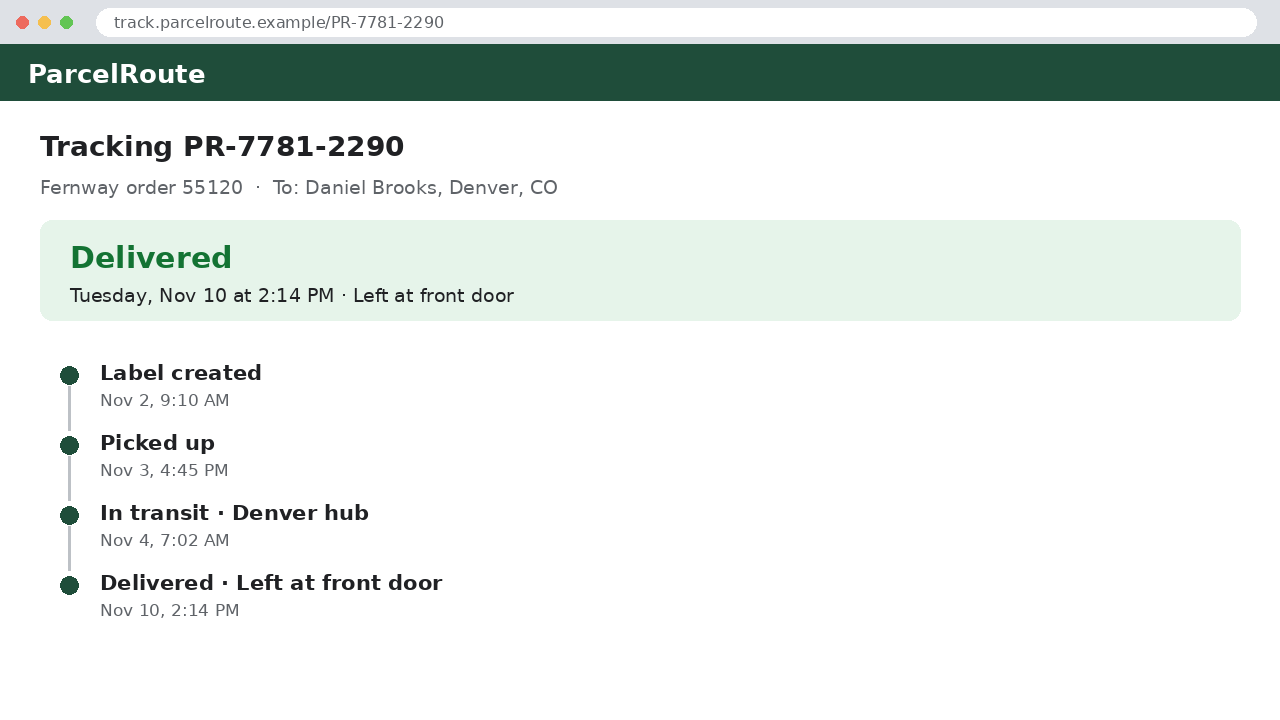 track.parcelroute.example/PR-7781-2290
ParcelRoute
Tracking PR-7781-2290
Fernway order 55120 · To: Daniel Brooks, Denver, CO
Delivered
Tuesday, Nov 10 at 2:14 PM · Left at front door
Label created
Nov 2, 9:10 AM
Picked up
Nov 3, 4:45 PM
In transit · Denver hub
Nov 4, 7:02 AM
Delivered · Left at front door
Nov 10, 2:14 PM